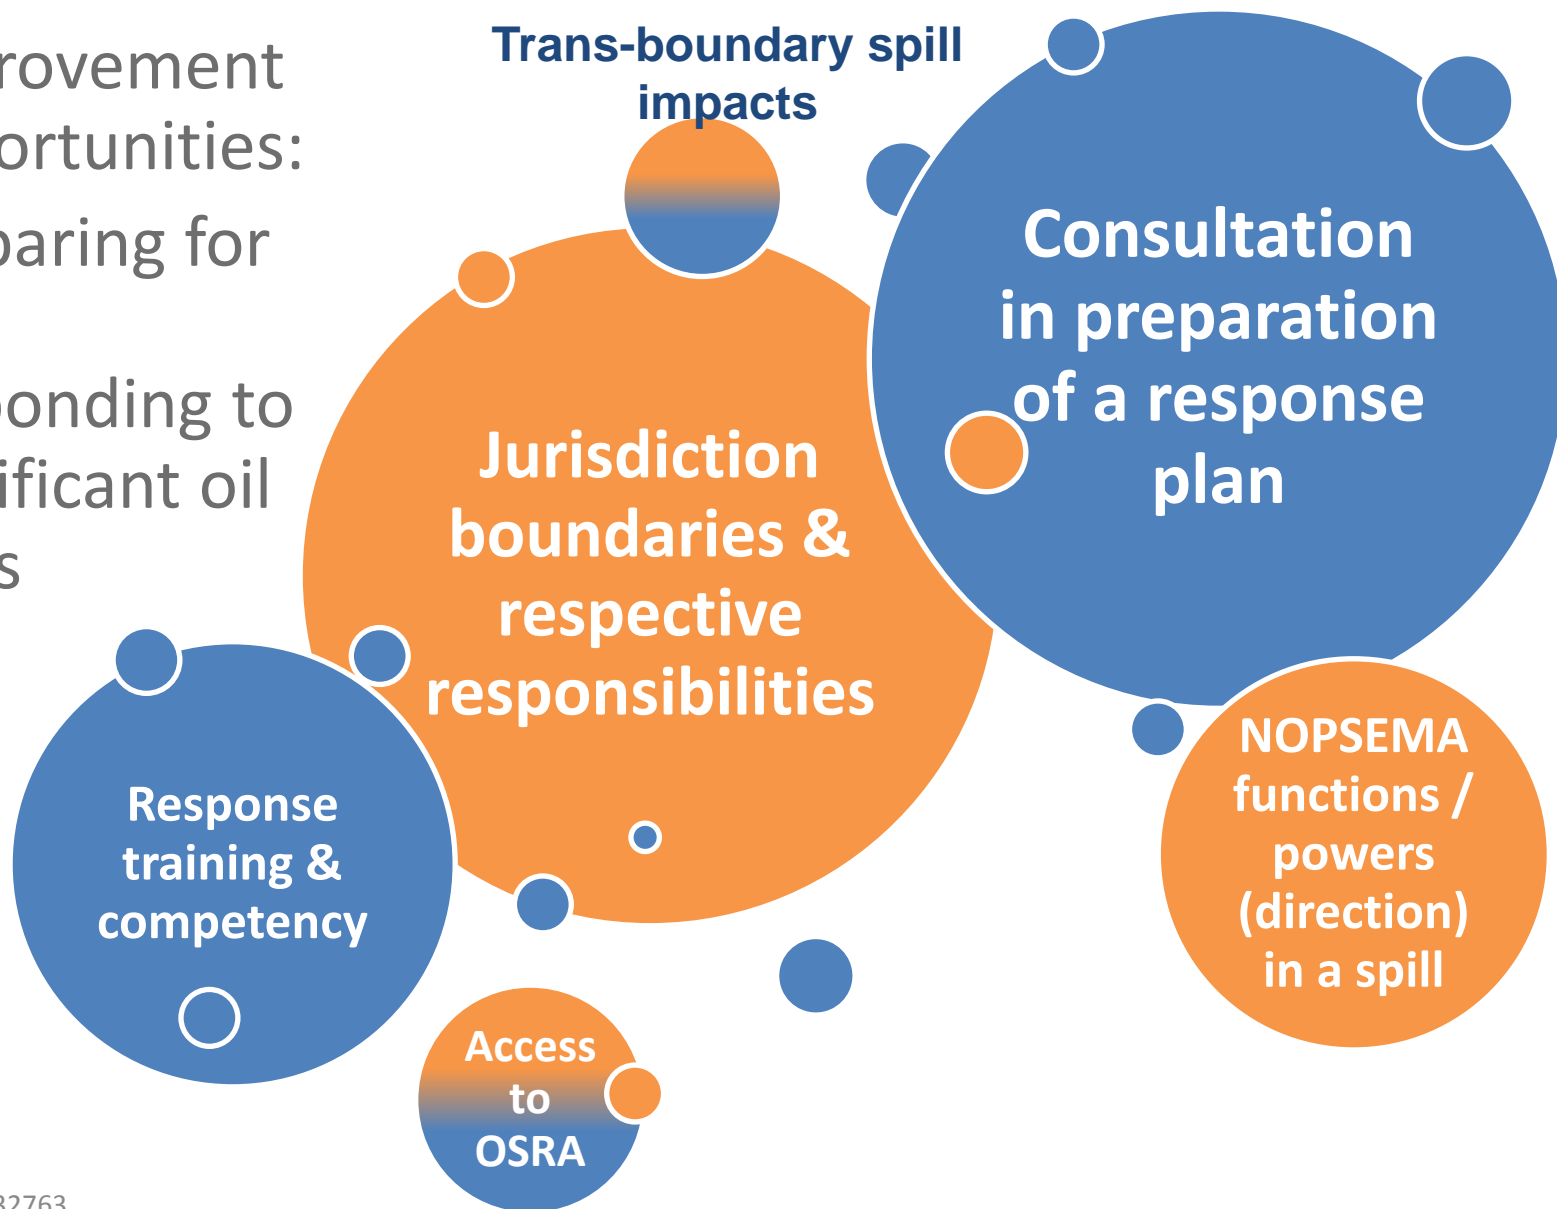 rovement
ortunities:
paring for
ponding to
ificant oil
s
Trans-boundary spill
impacts
Consultation
in preparation
of a response
plan
Jurisdiction
boundaries &
respective
responsibilities
Response
training &
competency
NOPSEMA
functions /
powers
(direction)
in a spill
Access
to
OSRA
32763